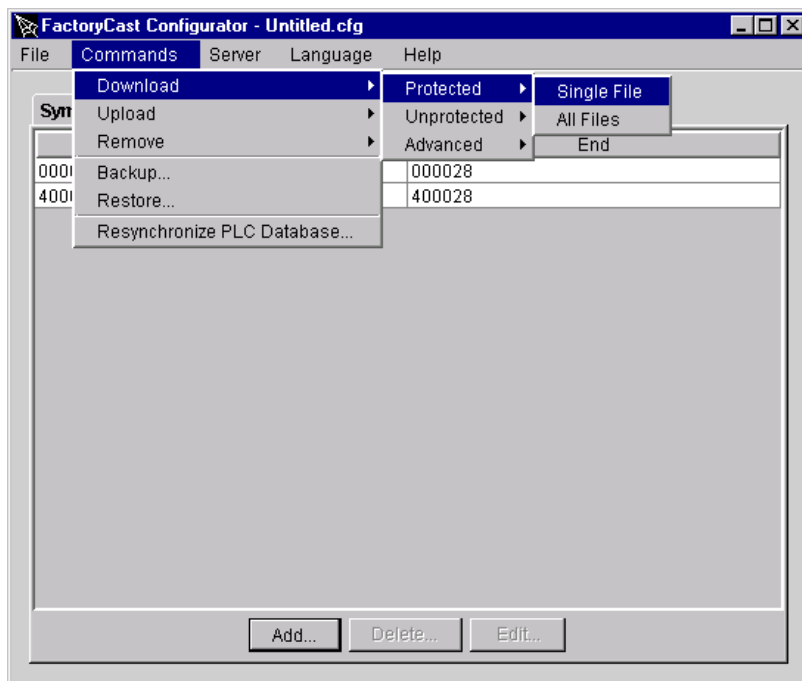 FactoryCast Configurator - Untitled.cfg
File Commands Server Language Help
Download Protected Single File
Upload Unprotected All Files
Remove Advanced End
Backup... 000028
Restore... 400028
Resynchronize PLC Database...
Add... Delete... Edit...